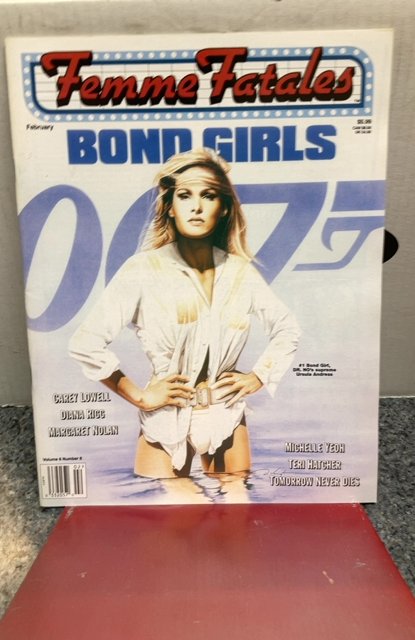 Femme Fatales
February
$5.99
BOND GIRLS
007
#1 Bond Girl,
DR. NO's supreme
Ursula Andress
CAREY LOWELL
DIANA RIGG
MARGARET NOLAN
MICHELLE YEOH
TERI HATCHER
TOMORROW NEVER DIES
Volume 6 Number 8
02